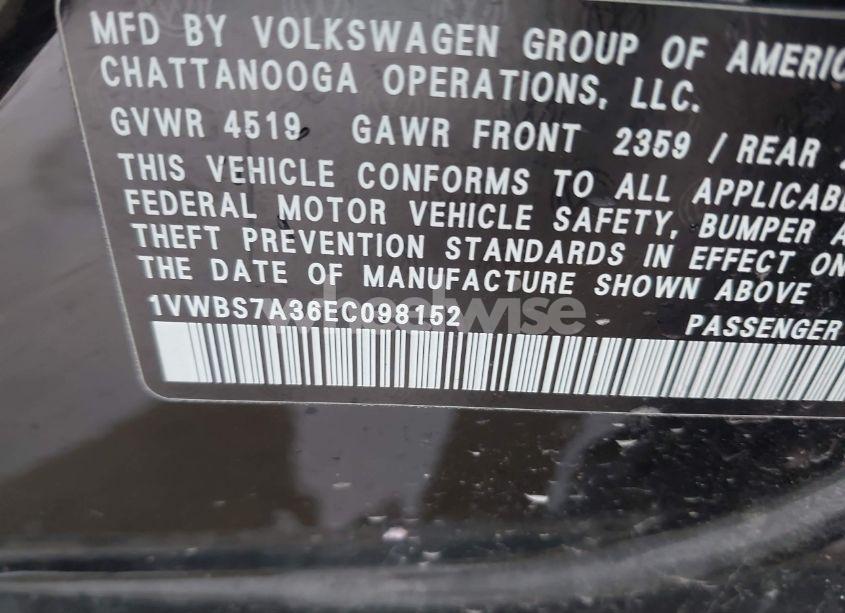 MFD BY VOLKSWAGEN GROUP OF AMERIC
CHATTANOOGA OPERATIONS, LLC.
GVWR 4519 GAWR FRONT 2359 / REAR
THIS VEHICLE CONFORMS TO ALL APPLICABLE
FEDERAL MOTOR VEHICLE SAFETY, BUMPER A
THEFT PREVENTION STANDARDS IN EFFECT ON
THE DATE OF MANUFACTURE SHOWN ABOVE
1VWBS7A36EC098152 PASSENGER
wheelwise